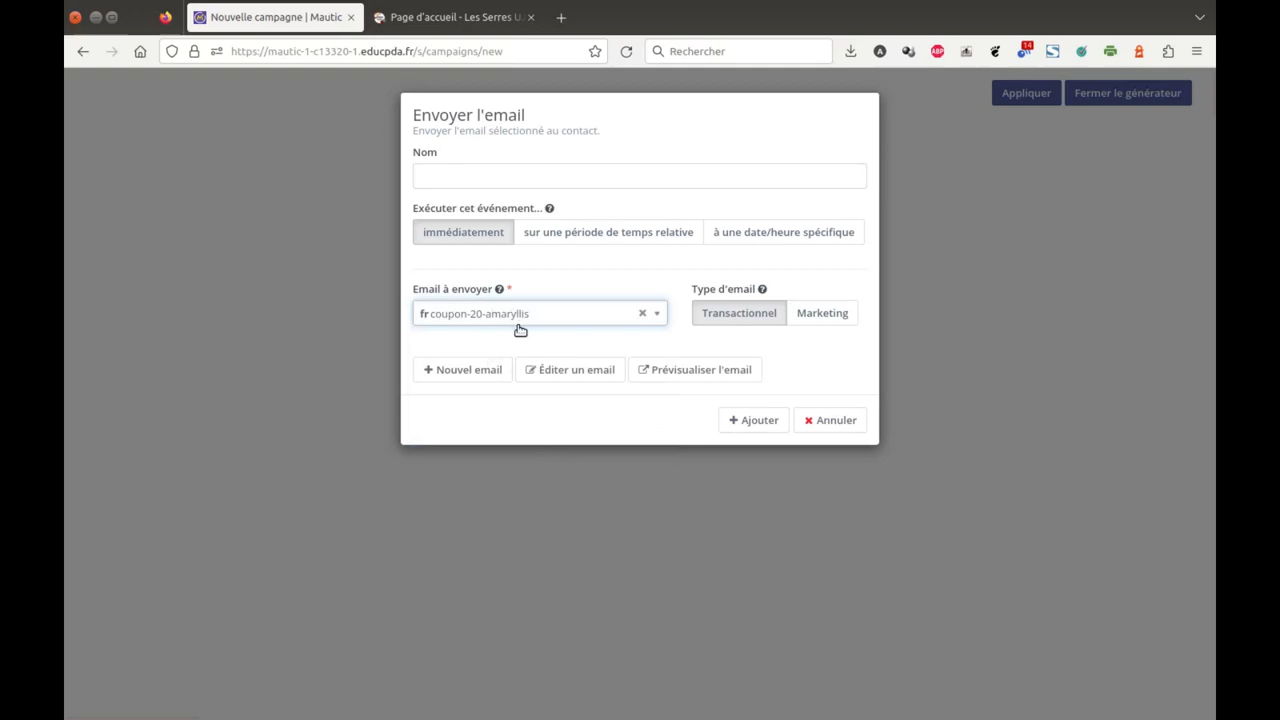 Nouvelle campagne | Mautic
Page d'accueil - Les Serres U
https://mautic-1-c13320-1.educpda.fr/s/campaigns/new
Rechercher
14
ABP
Appliquer
Fermer le générateur
Envoyer l'email
Envoyer l'email sélectionné au contact.
Nom
Exécuter cet événement...
immédiatement
sur une période de temps relative
à une date/heure spécifique
Email à envoyer *
Type d'email
fr coupon-20-amaryllis
Transactionnel
Marketing
Nouvel email
Éditer un email
Prévisualiser l'email
Ajouter
Annuler